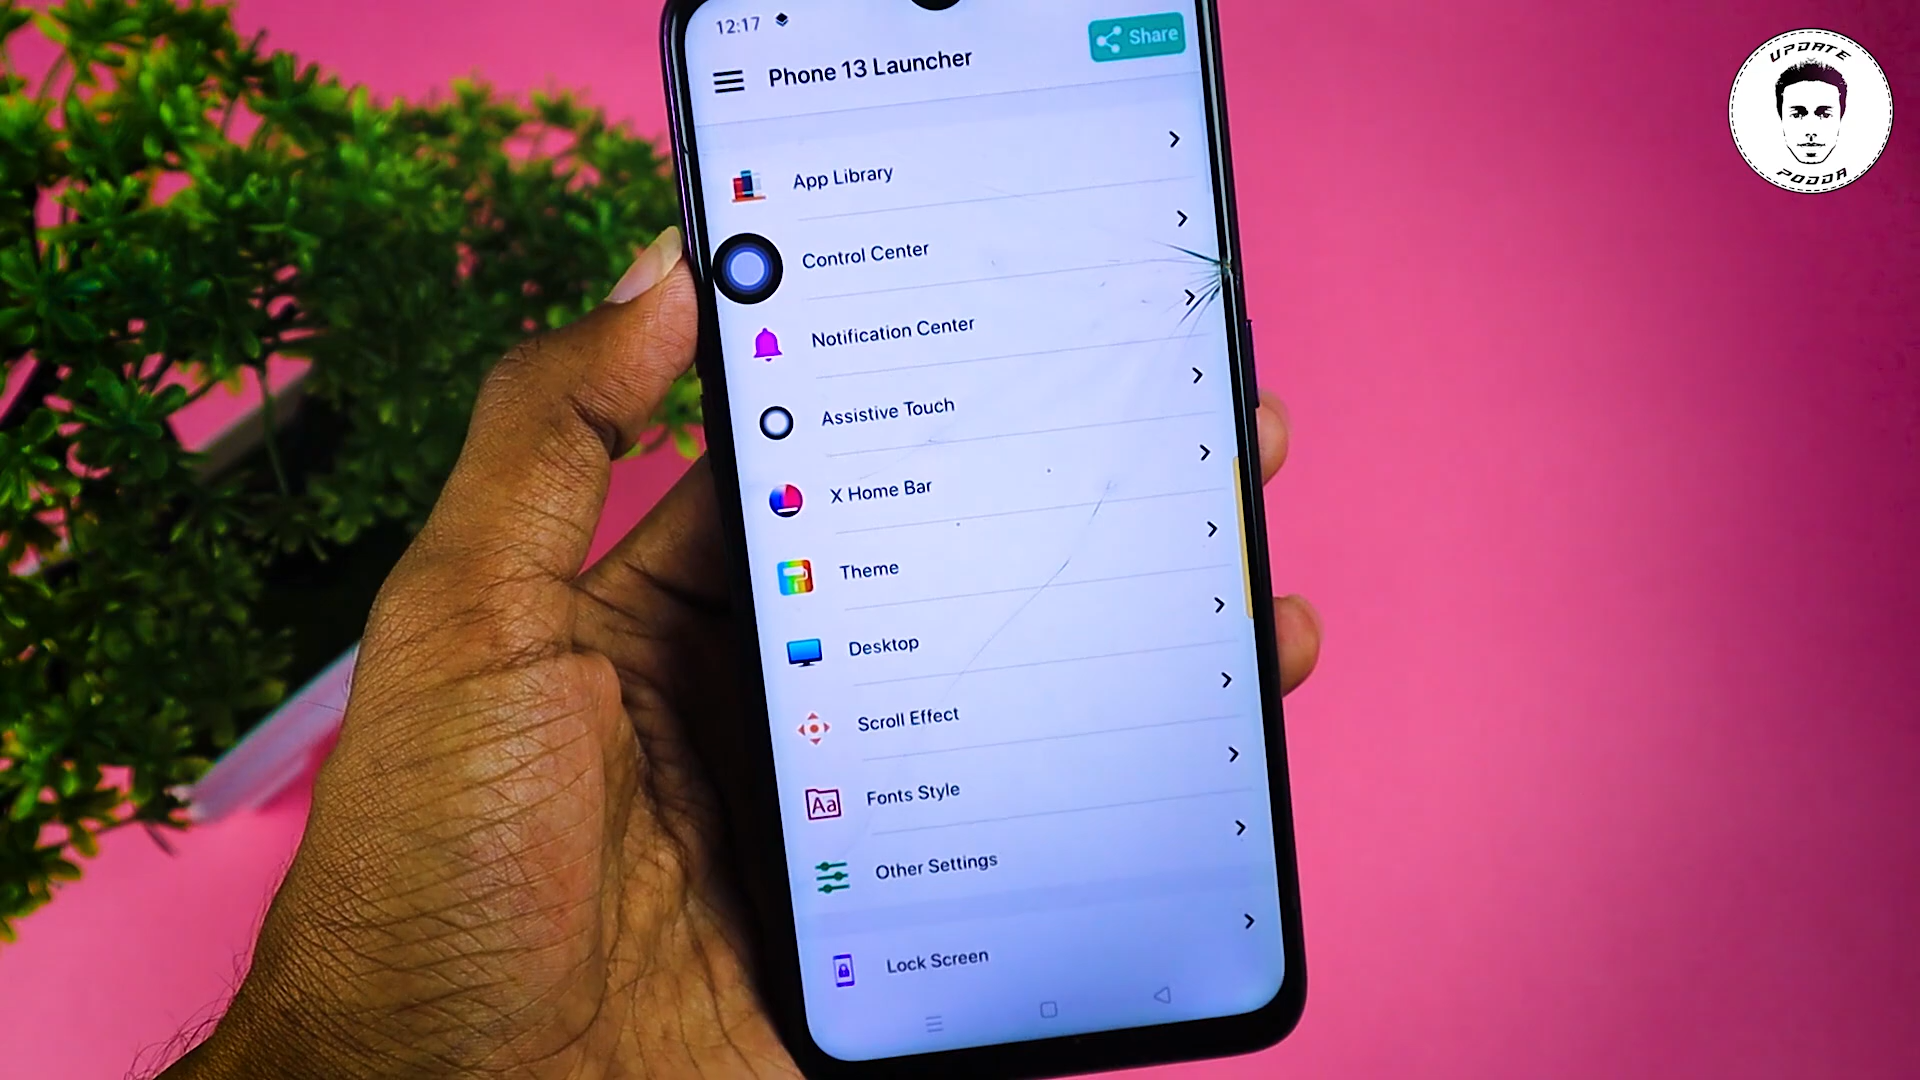 12:17
Phone 13 Launcher
Share
App Library
Control Center
Notification Center
Assistive Touch
X Home Bar
Theme
Desktop
Scroll Effect
Aa
Fonts Style
Other Settings
Lock Screen
UPDATE
PODDA